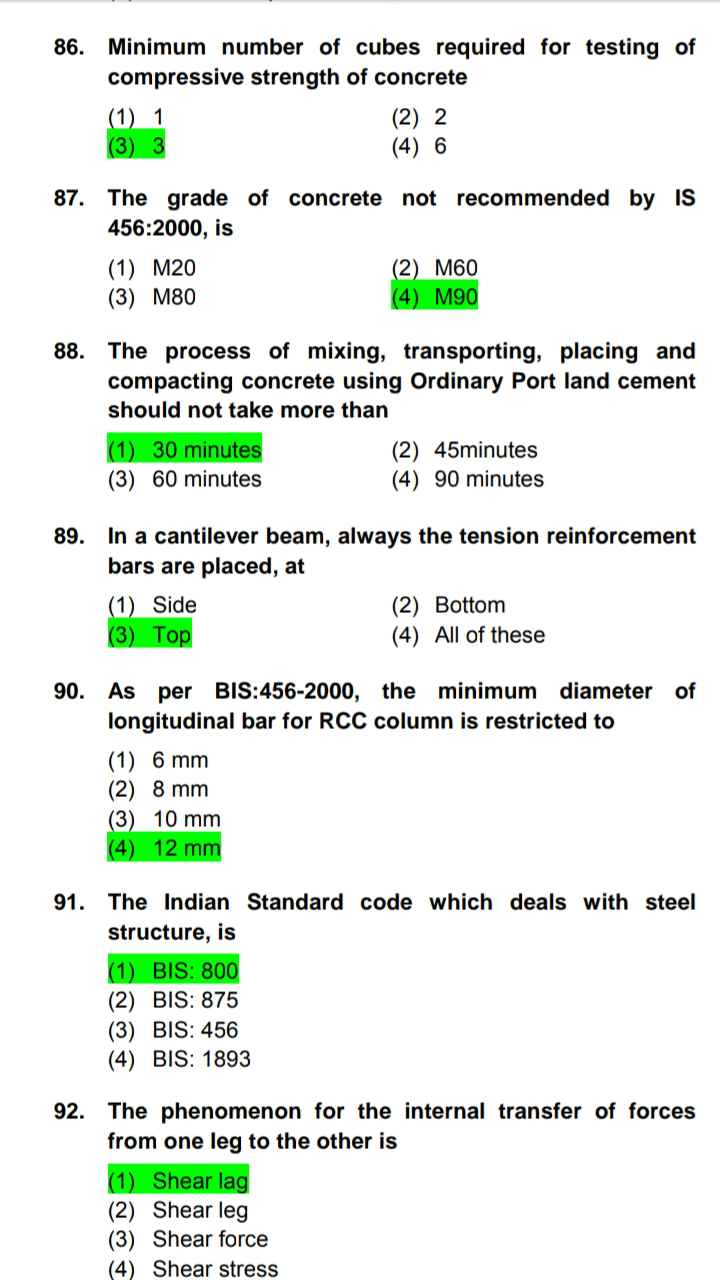 86. Minimum number of cubes required for testing of
compressive strength of concrete
(1) 1 (2) 2
(3) 3 (4) 6
87. The grade of concrete not recommended by IS
456:2000, is
(1) M20 (2) M60
(3) M80 (4) M90
88. The process of mixing, transporting, placing and
compacting concrete using Ordinary Port land cement
should not take more than
(1) 30 minutes (2) 45minutes
(3) 60 minutes (4) 90 minutes
89. In a cantilever beam, always the tension reinforcement
bars are placed, at
(1) Side (2) Bottom
(3) Top (4) All of these
90. As per BIS:456-2000, the minimum diameter of
longitudinal bar for RCC column is restricted to
(1) 6 mm
(2) 8 mm
(3) 10 mm
(4) 12 mm
91. The Indian Standard code which deals with steel
structure, is
(1) BIS: 800
(2) BIS: 875
(3) BIS: 456
(4) BIS: 1893
92. The phenomenon for the internal transfer of forces
from one leg to the other is
(1) Shear lag
(2) Shear leg
(3) Shear force
(4) Shear stress